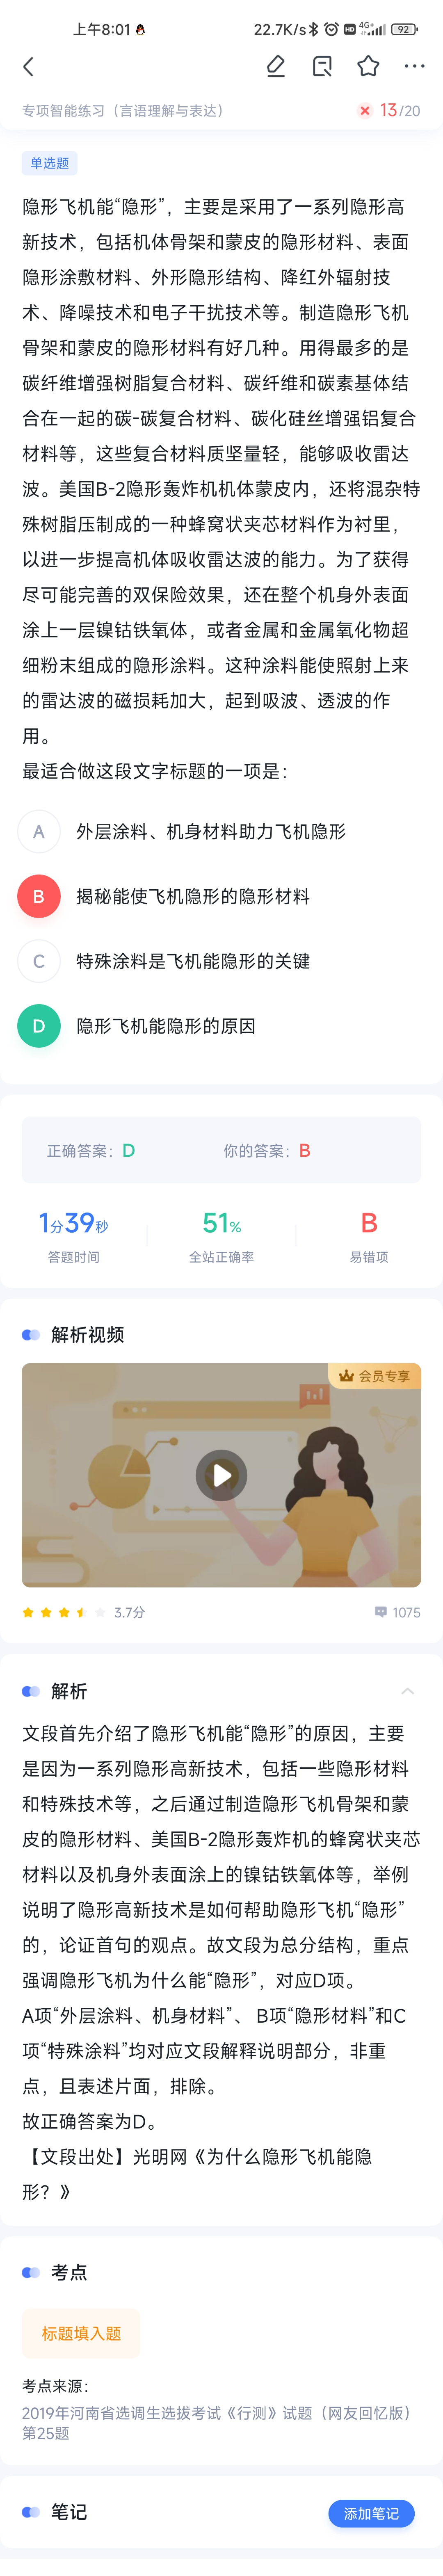 上午8:01
22.7K/s HD 4G+ 92
专项智能练习（言语理解与表达）
13/20
单选题
隐形飞机能“隐形”，主要是采用了一系列隐形高
新技术，包括机体骨架和蒙皮的隐形材料、表面
隐形涂敷材料、外形隐形结构、降红外辐射技
术、降噪技术和电子干扰技术等。制造隐形飞机
骨架和蒙皮的隐形材料有好几种。用得最多的是
碳纤维增强树脂复合材料、碳纤维和碳素基体结
合在一起的碳-碳复合材料、碳化硅丝增强铝复合
材料等，这些复合材料质坚量轻，能够吸收雷达
波。美国B-2隐形轰炸机机体蒙皮内，还将混杂特
殊树脂压制成的一种蜂窝状夹芯材料作为衬里，
以进一步提高机体吸收雷达波的能力。为了获得
尽可能完善的双保险效果，还在整个机身外表面
涂上一层镍钴铁氧体，或者金属和金属氧化物超
细粉末组成的隐形涂料。这种涂料能使照射上来
的雷达波的磁损耗加大，起到吸波、透波的作
用。
最适合做这段文字标题的一项是：
A 外层涂料、机身材料助力飞机隐形
B 揭秘能使飞机隐形的隐形材料
C 特殊涂料是飞机能隐形的关键
D 隐形飞机能隐形的原因
正确答案：D 你的答案：B
1分39秒 51% B
答题时间 全站正确率 易错项
解析视频
会员专享
3.7分 1075
解析
文段首先介绍了隐形飞机能“隐形”的原因，主要
是因为一系列隐形高新技术，包括一些隐形材料
和特殊技术等，之后通过制造隐形飞机骨架和蒙
皮的隐形材料、美国B-2隐形轰炸机的蜂窝状夹芯
材料以及机身外表面涂上的镍钴铁氧体等，举例
说明了隐形高新技术是如何帮助隐形飞机“隐形”
的，论证首句的观点。故文段为总分结构，重点
强调隐形飞机为什么能“隐形”，对应D项。
A项“外层涂料、机身材料”、B项“隐形材料”和C
项“特殊涂料”均对应文段解释说明部分，非重
点，且表述片面，排除。
故正确答案为D。
【文段出处】光明网《为什么隐形飞机能隐
形？》
考点
标题填入题
考点来源：
2019年河南省选调生选拔考试《行测》试题（网友回忆版）
第25题
笔记
添加笔记